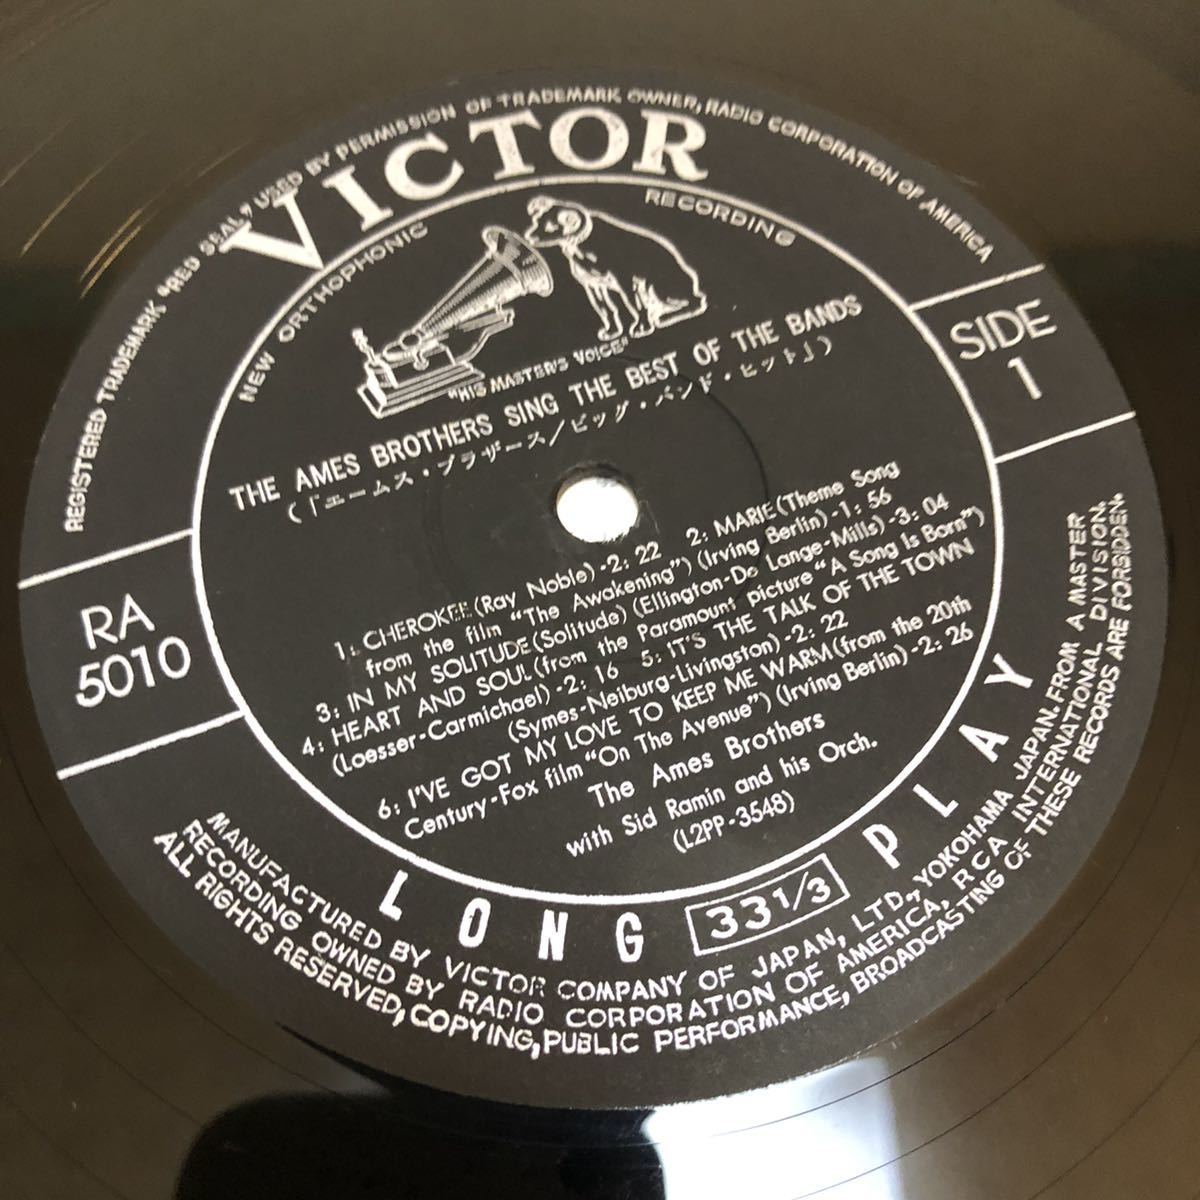 REGISTERED TRADEMARK "RED SEAL" USED BY PERMISSION OF TRADEMARK OWNER, RADIO CORPORATION OF AMERICA
VICTOR
NEW ORTHOPHONIC RECORDING
"HIS MASTER'S VOICE"
THE AMES BROTHERS SING THE BEST OF THE BANDS
(「エームス・ブラザース/ビッグ・バンド・ヒット」)
SIDE
1
RA
5010
1: CHEROKEE (Ray Noble)-2: 22 2: MARIE (Theme Song
from the film "The Awakening") (Irving Berlin)-1: 56
3: IN MY SOLITUDE (Solitude) (Ellington-De Lange-Mills)-3: 04
4: HEART AND SOUL (from the Paramount picture "A Song Is Born")
(Loesser-Carmichael)-2: 16 5: IT'S THE TALK OF THE TOWN
(Symes-Neiburg-Livingston)-2: 22
6: I'VE GOT MY LOVE TO KEEP ME WARM (from the 20th
Century-Fox film "On The Avenue") (Irving Berlin)-2: 26
The Ames Brothers
with Sid Ramin and his Orch.
(L2PP-3548)
LONG 33 1/3 PLAY
MANUFACTURED BY VICTOR COMPANY OF JAPAN, LTD., YOKOHAMA JAPAN. FROM A MASTER
RECORDING OWNED BY RADIO CORPORATION OF AMERICA, RCA INTERNATIONAL DIVISION.
ALL RIGHTS RESERVED, COPYING, PUBLIC PERFORMANCE, BROADCASTING OF THESE RECORDS ARE FORBIDDEN.